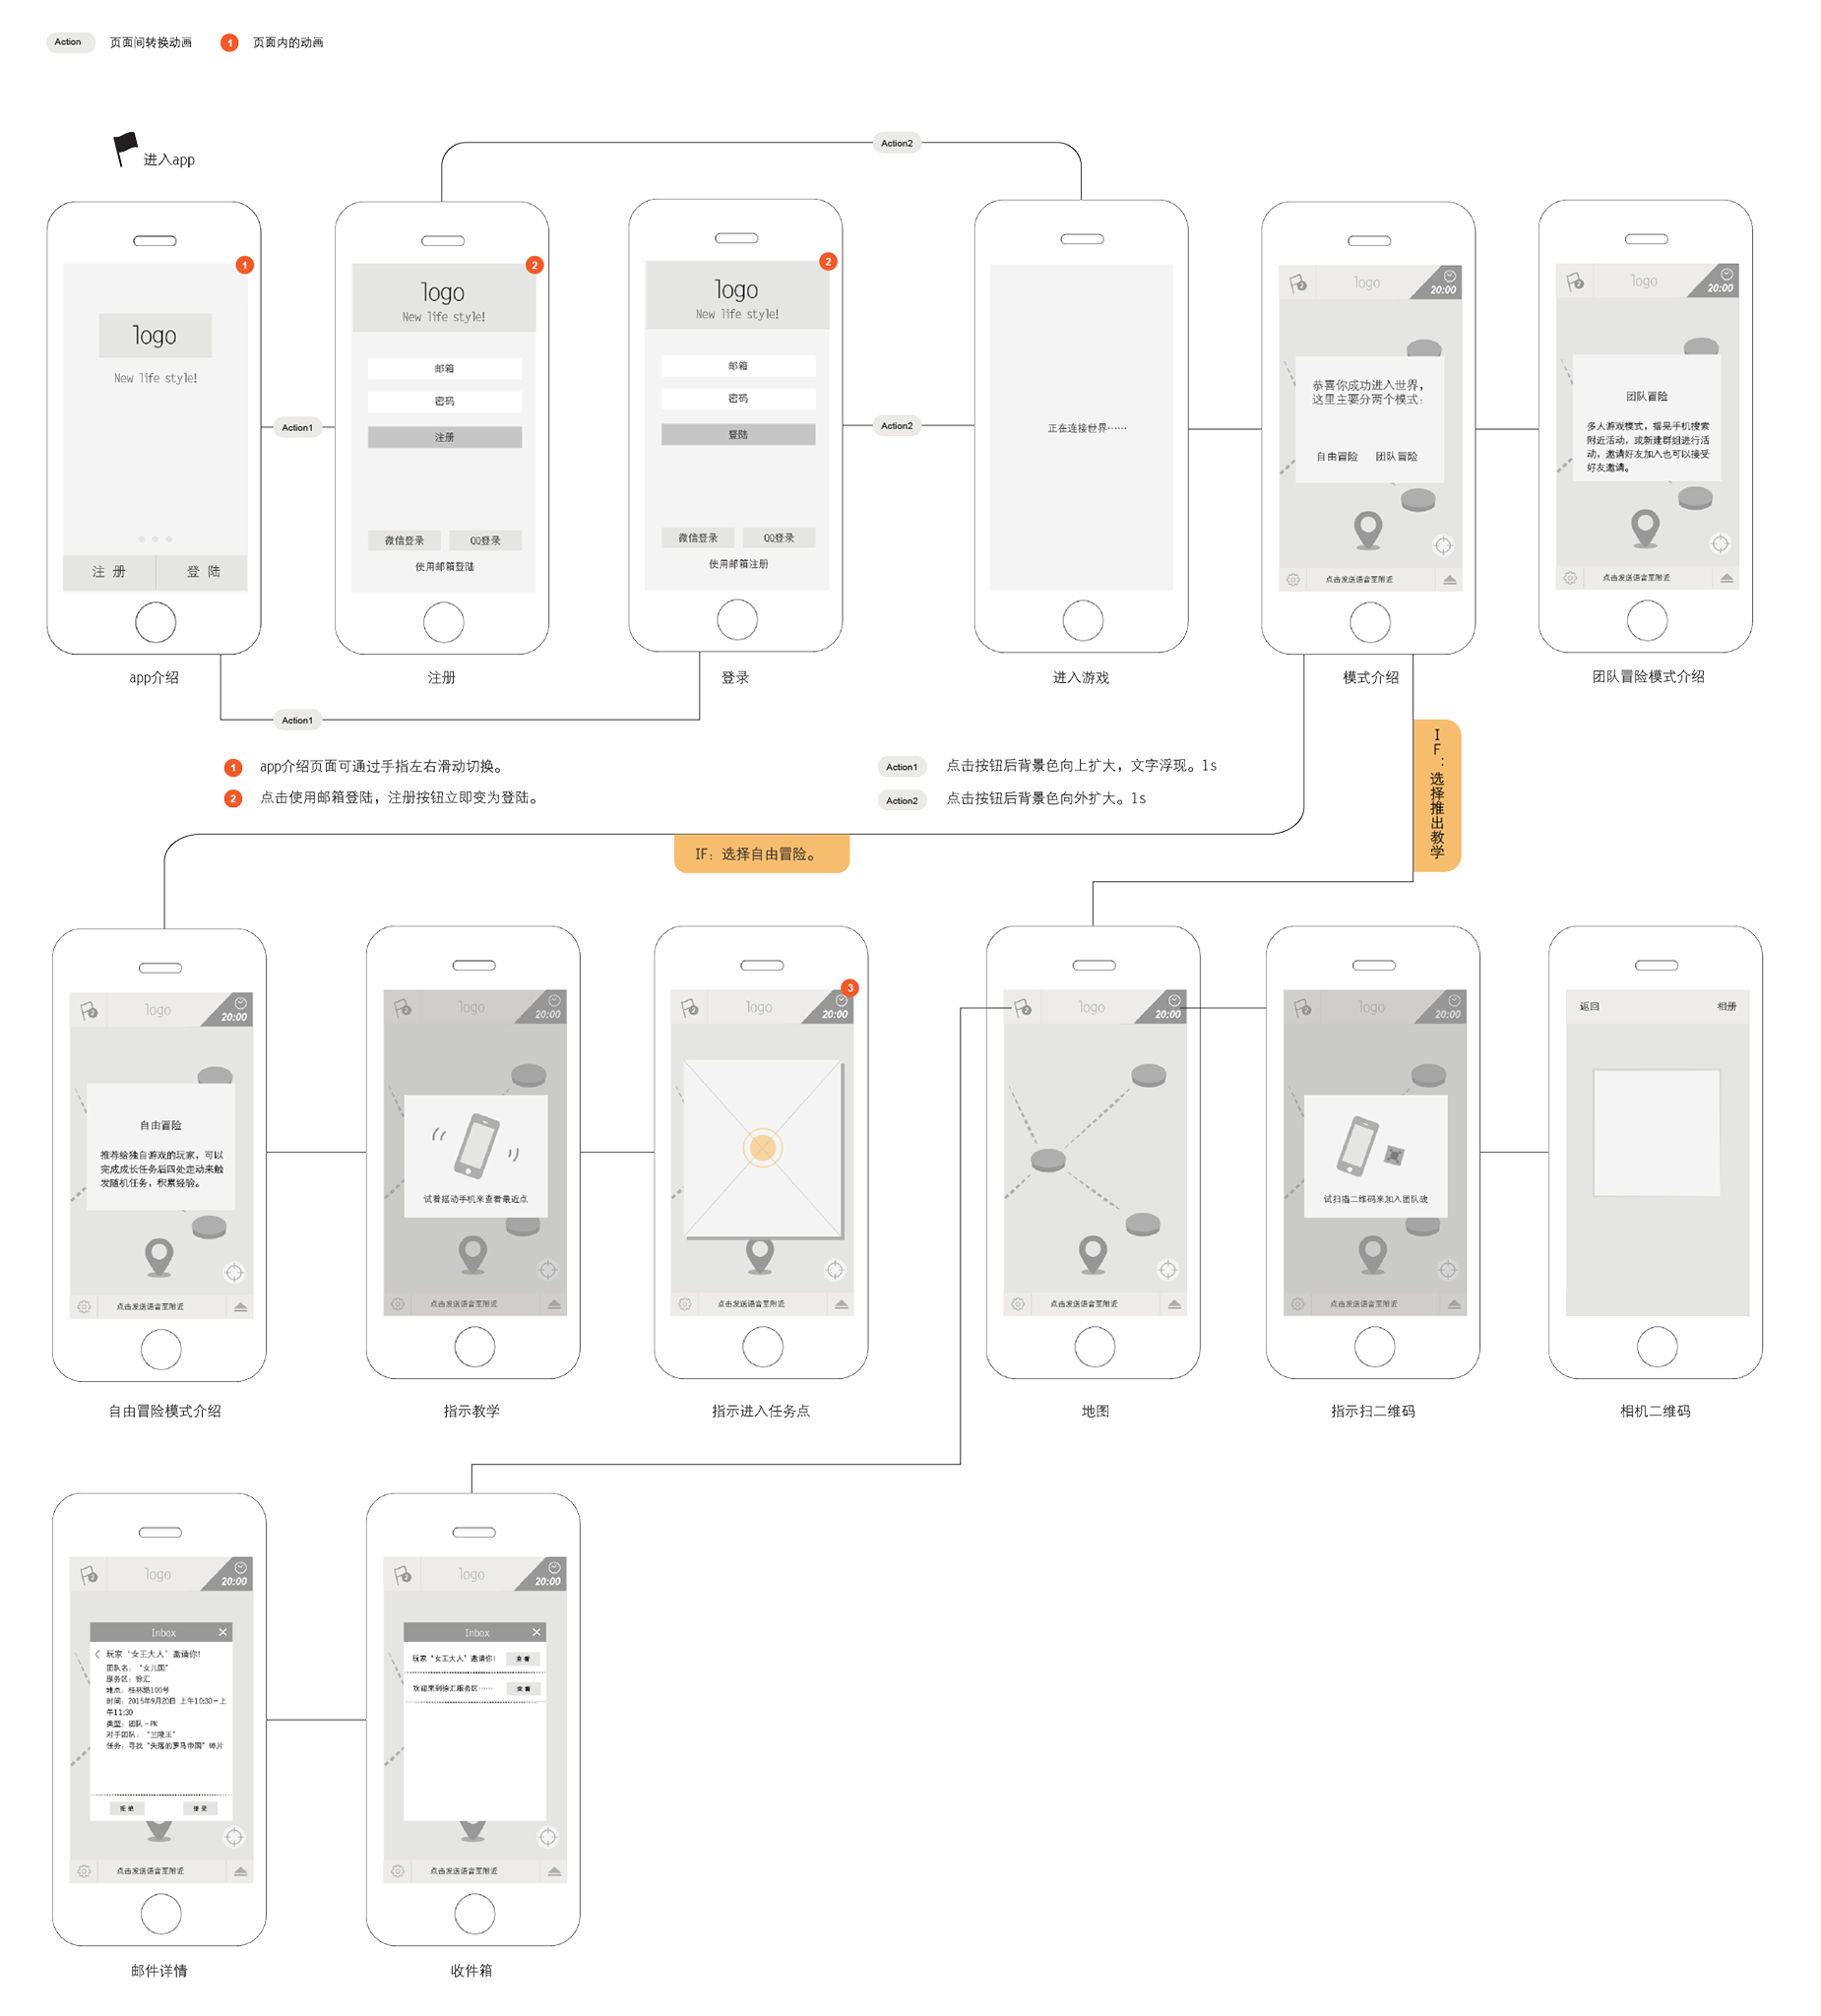 Action 页面间转换动画 1 页面内的动画
进入app
Action2
1
logo
New life style!
注 册 登 陆
app介绍
Action1
2
logo
New life style!
邮箱
密码
注册
微信登录 QQ登录
使用邮箱登陆
注册
2
logo
New life style!
邮箱
密码
登陆
微信登录 QQ登录
使用邮箱注册
登录
Action2
正在连接世界……
进入游戏
2 logo 20:00
恭喜你成功进入世界，
这里主要分两个模式：
自由冒险 团队冒险
点击发送语音至附近
模式介绍
2 logo 20:00
团队冒险
多人游戏模式，摇晃手机搜索
附近活动，或新建群组进行活
动，邀请好友加入也可以接受
好友邀请。
点击发送语音至附近
团队冒险模式介绍
Action1
1 app介绍页面可通过手指左右滑动切换。
2 点击使用邮箱登陆，注册按钮立即变为登陆。
Action1 点击按钮后背景色向上扩大，文字浮现。1s
Action2 点击按钮后背景色向外扩大。1s
IF：选择推出教学
IF：选择自由冒险。
2 logo 20:00
自由冒险
推荐给独自游戏的玩家，可以
完成成长任务后四处走动来触
发随机任务，积累经验。
点击发送语音至附近
自由冒险模式介绍
2 logo 20:00
试着摇动手机来查看最近点
点击发送语音至附近
指示教学
3
2 logo 20:00
点击发送语音至附近
指示进入任务点
2 logo 20:00
点击发送语音至附近
地图
2 logo 20:00
试扫描二维码来加入团队战
点击发送语音至附近
指示扫二维码
返回 相册
相机二维码
2 logo 20:00
Inbox
玩家“女王大人”邀请你！
团队名：“女儿国”
服务区：徐汇
地点：桂林路100号
时间：2015年9月20日 上午10:30-上
午11:30
类型：团队-PK
对手团队：“兰陵王”
任务：寻找“失落的罗马帝国”碎片
拒绝 接受
点击发送语音至附近
邮件详情
2 logo 20:00
Inbox
玩家“女王大人”邀请你！ 查看
欢迎来到徐汇服务区…… 查看
点击发送语音至附近
收件箱